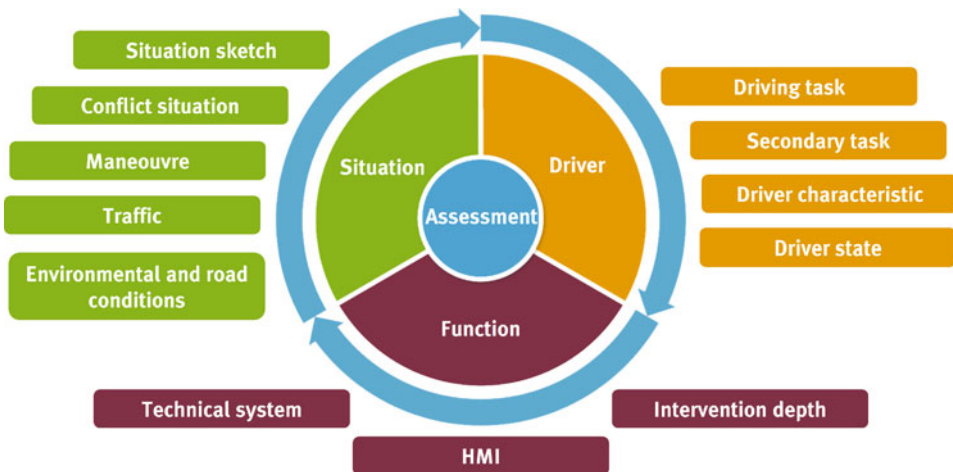 Situation sketch
Conflict situation
Maneouvre
Traffic
Environmental and road
conditions
Situation
Driver
Assessment
Function
Driving task
Secondary task
Driver characteristic
Driver state
Technical system
HMI
Intervention depth